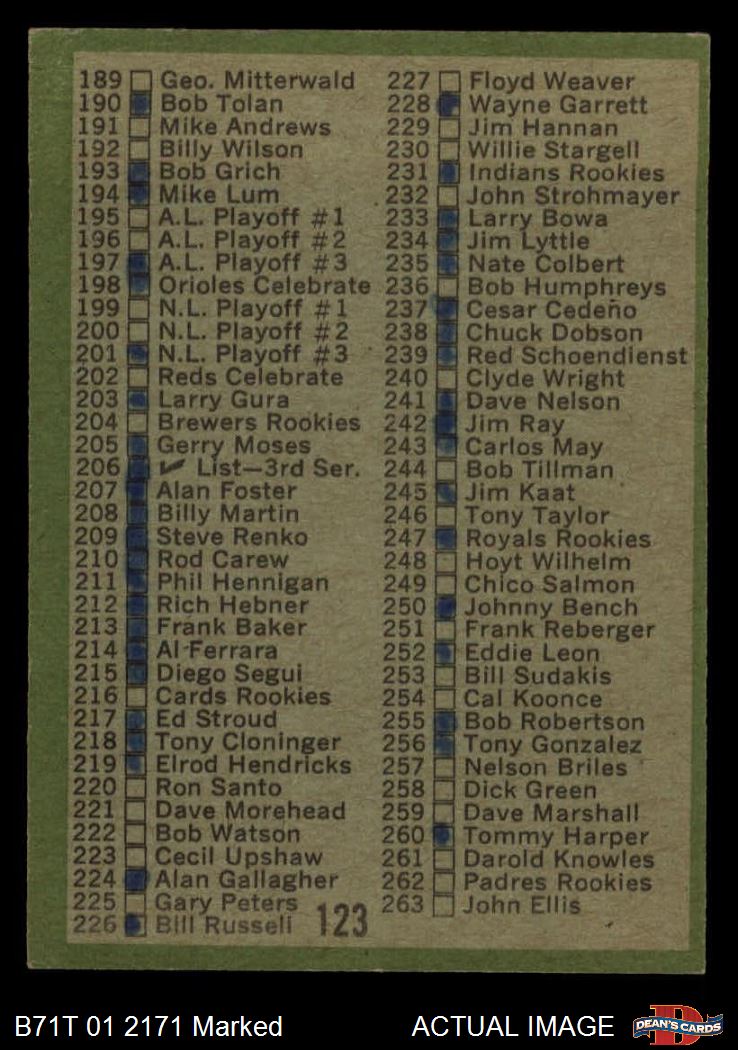 189 Geo. Mitterwald
190 Bob Tolan
191 Mike Andrews
192 Billy Wilson
193 Bob Grich
194 Mike Lum
195 A.L. Playoff #1
196 A.L. Playoff #2
197 A.L. Playoff #3
198 Orioles Celebrate
199 N.L. Playoff #1
200 N.L. Playoff #2
201 N.L. Playoff #3
202 Reds Celebrate
203 Larry Gura
204 Brewers Rookies
205 Gerry Moses
206 ✔ List—3rd Ser.
207 Alan Foster
208 Billy Martin
209 Steve Renko
210 Rod Carew
211 Phil Hennigan
212 Rich Hebner
213 Frank Baker
214 Al Ferrara
215 Diego Segui
216 Cards Rookies
217 Ed Stroud
218 Tony Cloninger
219 Elrod Hendricks
220 Ron Santo
221 Dave Morehead
222 Bob Watson
223 Cecil Upshaw
224 Alan Gallagher
225 Gary Peters
226 Bill Russell
123
227 Floyd Weaver
228 Wayne Garrett
229 Jim Hannan
230 Willie Stargell
231 Indians Rookies
232 John Strohmayer
233 Larry Bowa
234 Jim Lyttle
235 Nate Colbert
236 Bob Humphreys
237 Cesar Cedeño
238 Chuck Dobson
239 Red Schoendienst
240 Clyde Wright
241 Dave Nelson
242 Jim Ray
243 Carlos May
244 Bob Tillman
245 Jim Kaat
246 Tony Taylor
247 Royals Rookies
248 Hoyt Wilhelm
249 Chico Salmon
250 Johnny Bench
251 Frank Reberger
252 Eddie Leon
253 Bill Sudakis
254 Cal Koonce
255 Bob Robertson
256 Tony Gonzalez
257 Nelson Briles
258 Dick Green
259 Dave Marshall
260 Tommy Harper
261 Darold Knowles
262 Padres Rookies
263 John Ellis
B71T 01 2171 Marked
ACTUAL IMAGE
D
DEAN'S CARDS